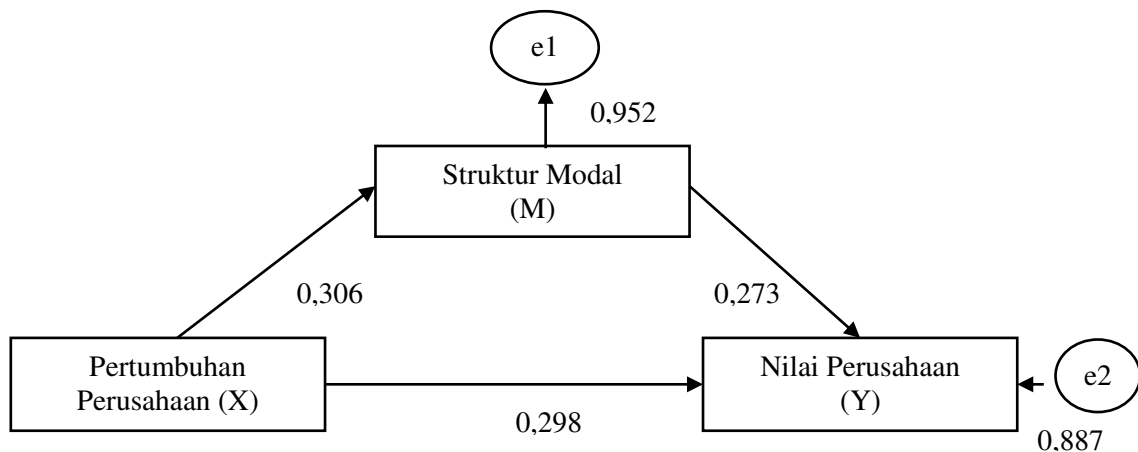 e1
0,952
Struktur Modal
(M)
0,306
0,273
Pertumbuhan
Perusahaan (X)
Nilai Perusahaan
(Y)
e2
0,298
0,887